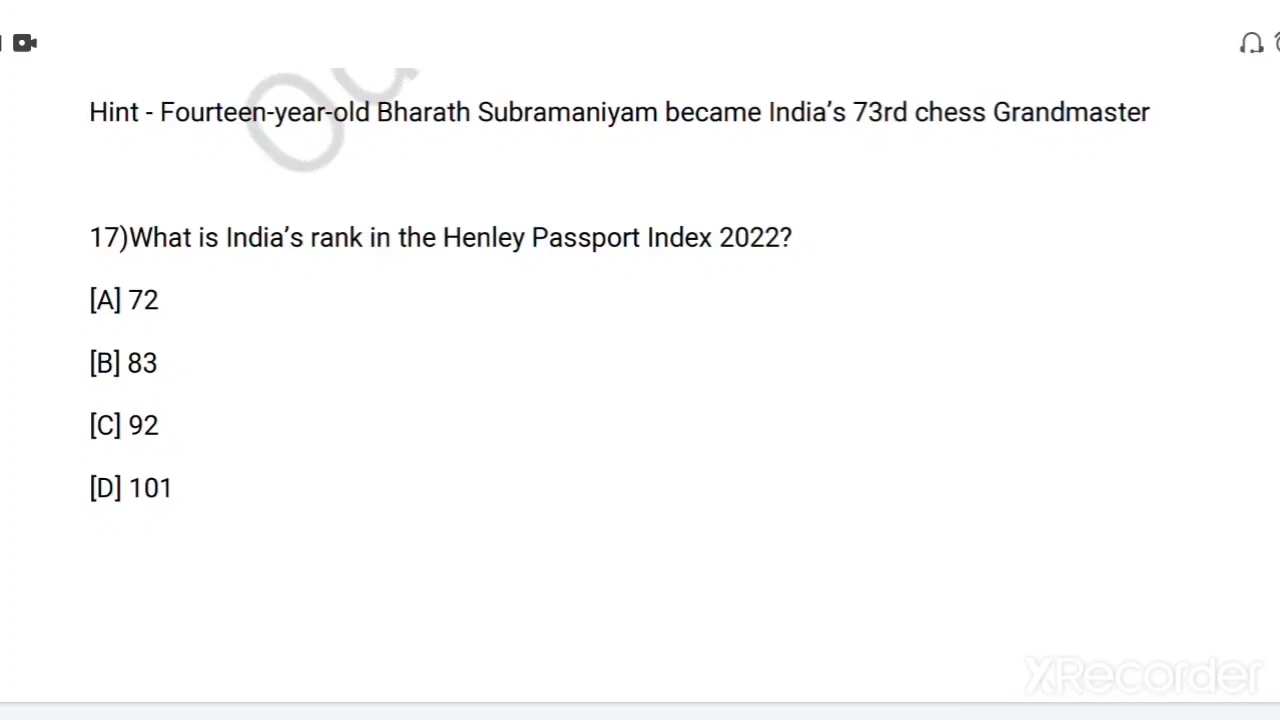 Hint - Fourteen-year-old Bharath Subramaniyam became India’s 73rd chess Grandmaster
17)What is India’s rank in the Henley Passport Index 2022?
[A] 72
[B] 83
[C] 92
[D] 101
XRecorder